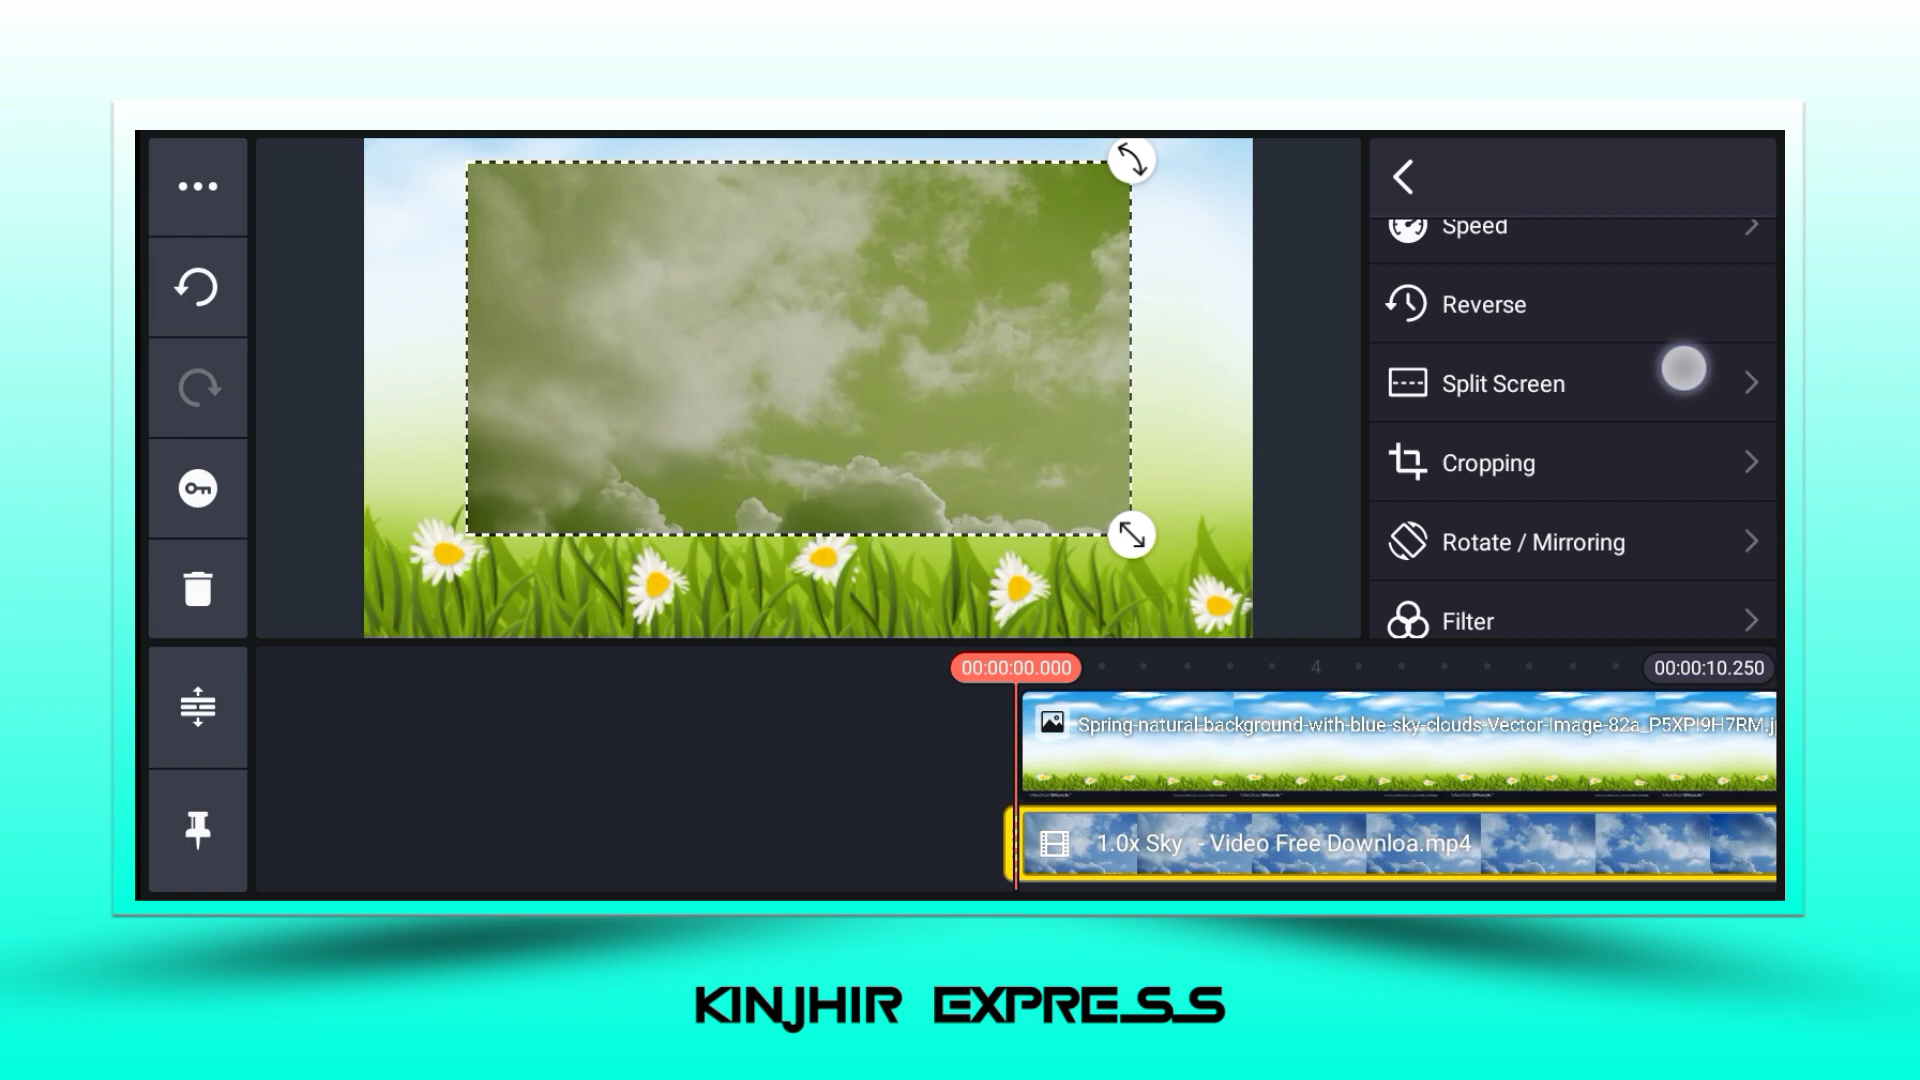 Speed
Reverse
Split Screen
Cropping
Rotate / Mirroring
Filter
00:00:00.000
4
00:00:10.250
Spring-natural-background-with-blue-sky-clouds-Vector-Image-82a_P5XPI9H7RM.j
1.0x Sky - Video Free Downloa.mp4
KINJHIR EXPRESS